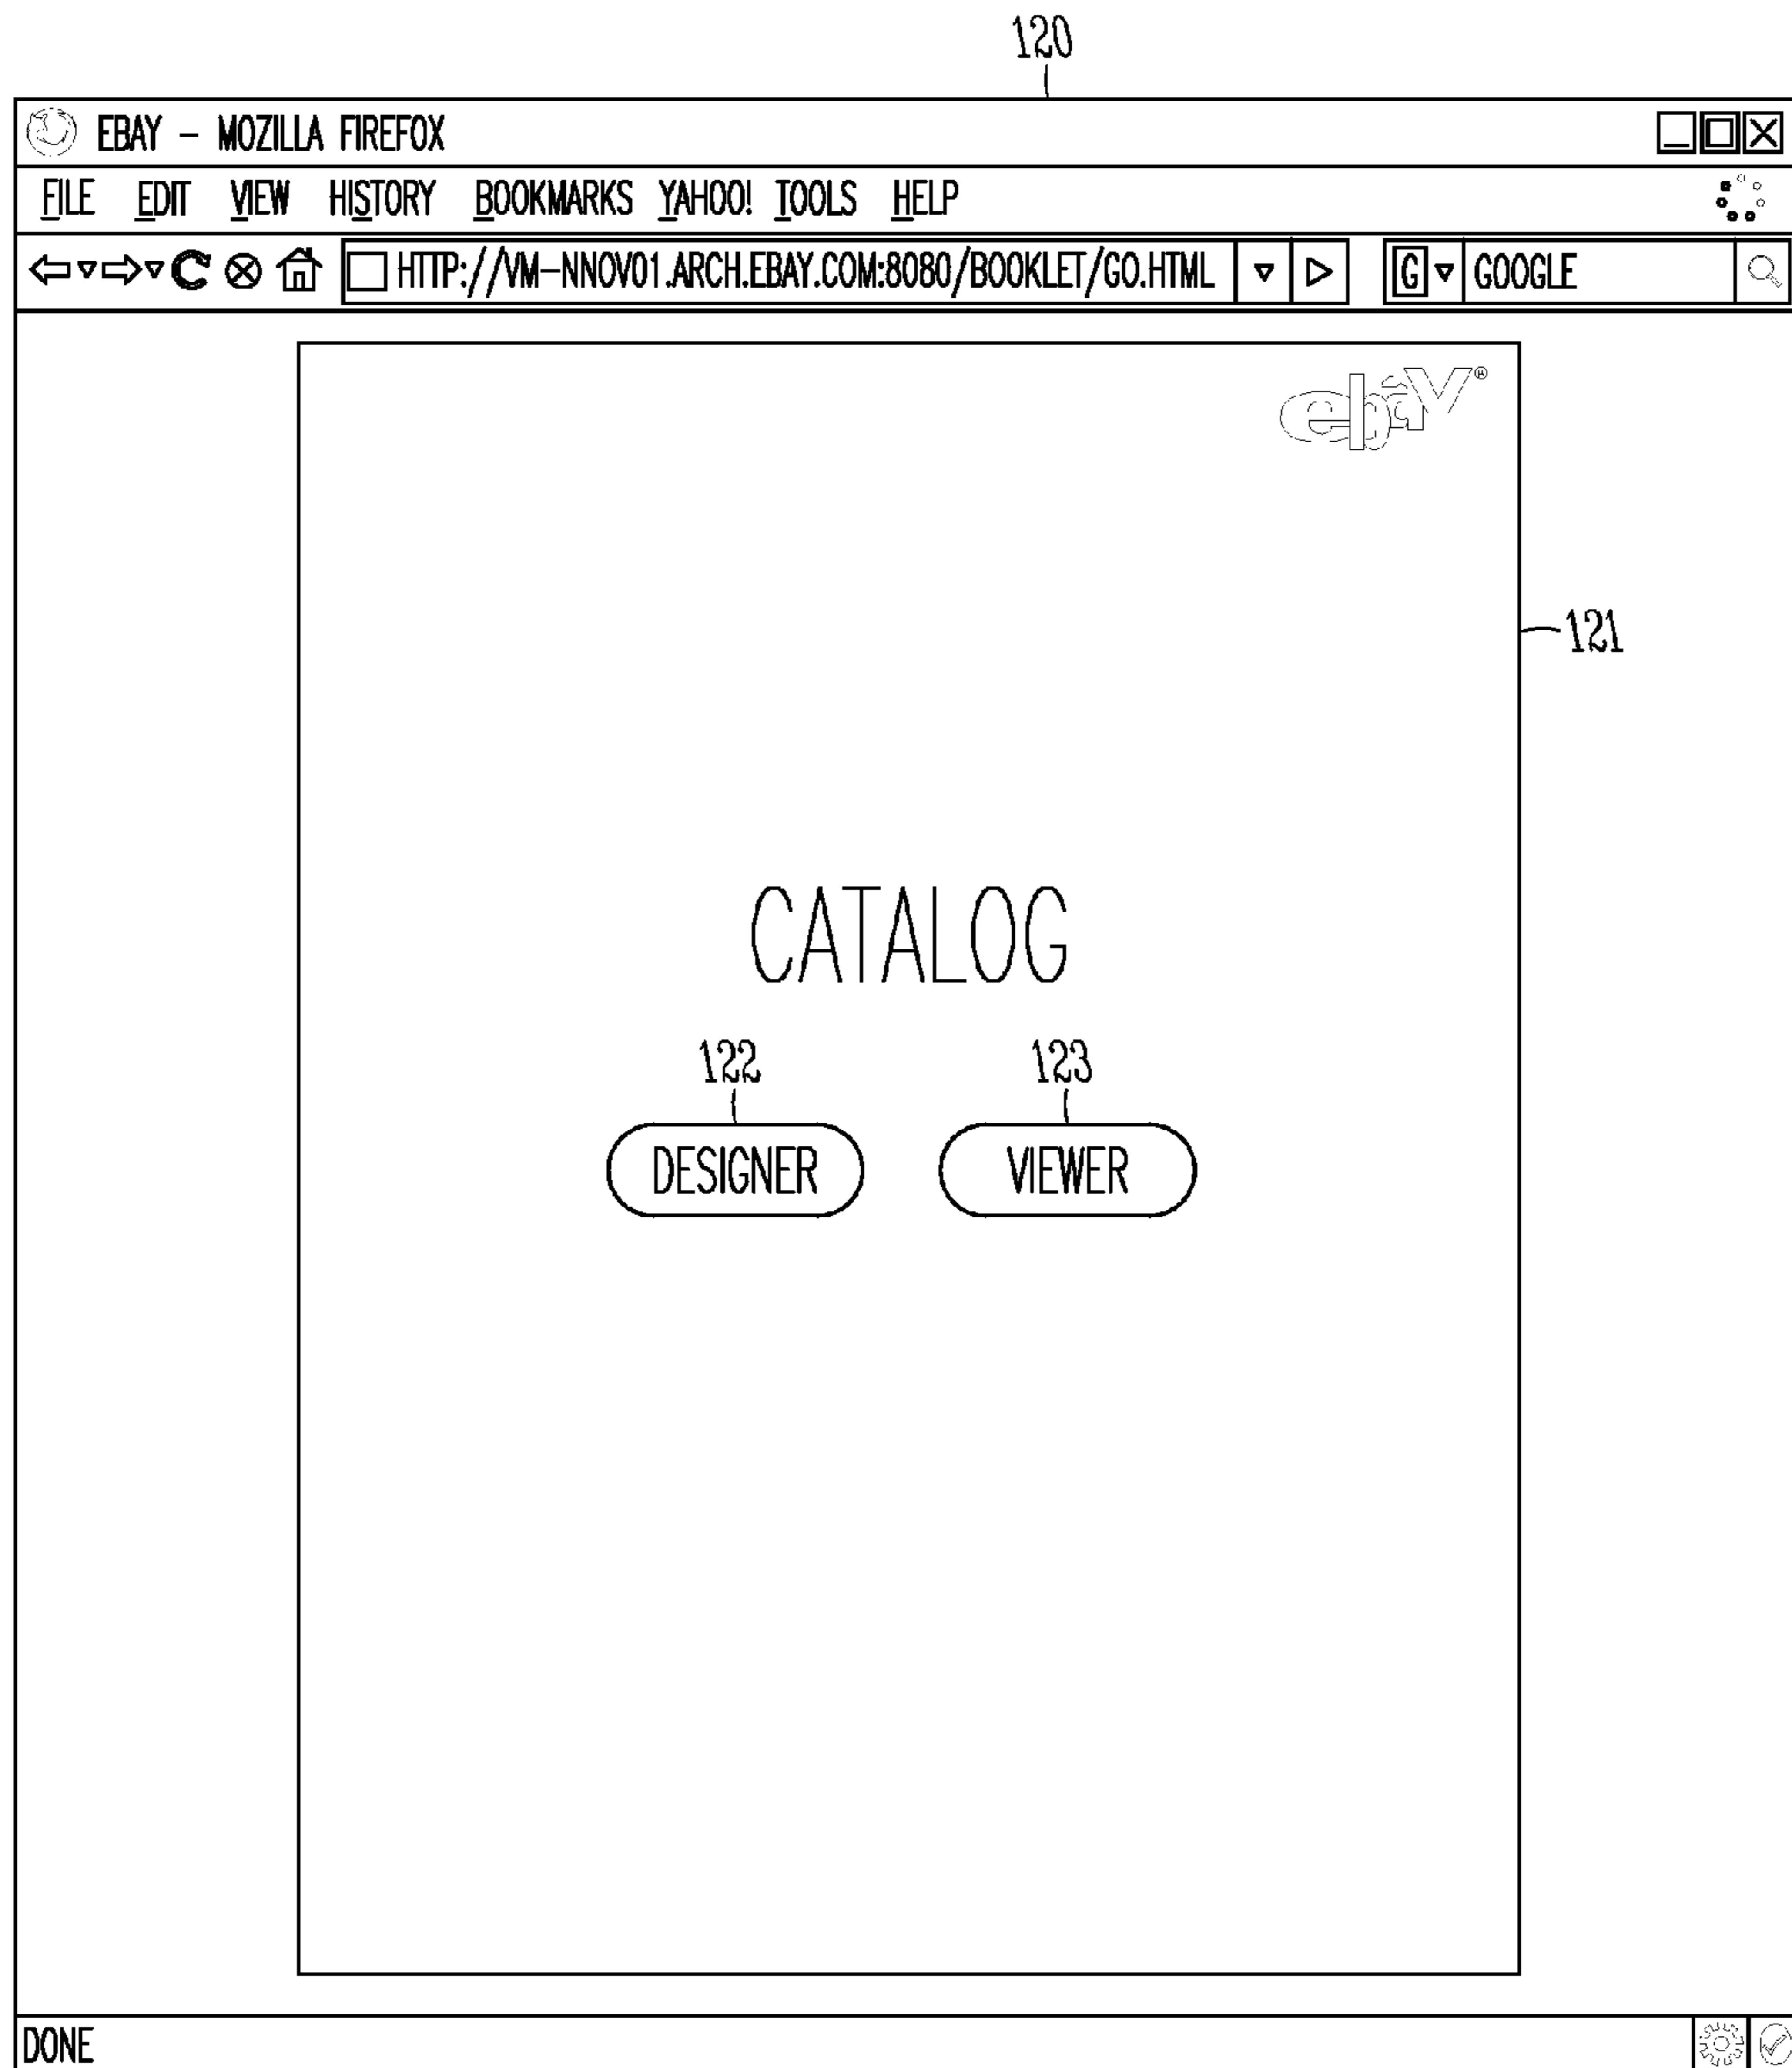 120
EBAY – MOZILLA FIREFOX
FILE EDIT VIEW HISTORY BOOKMARKS YAHOO! TOOLS HELP
HTTP://VM-NNOV01.ARCH.EBAY.COM:8080/BOOKLET/GO.HTML G GOOGLE
ebaY®
121
CATALOG
122 123
DESIGNER VIEWER
DONE